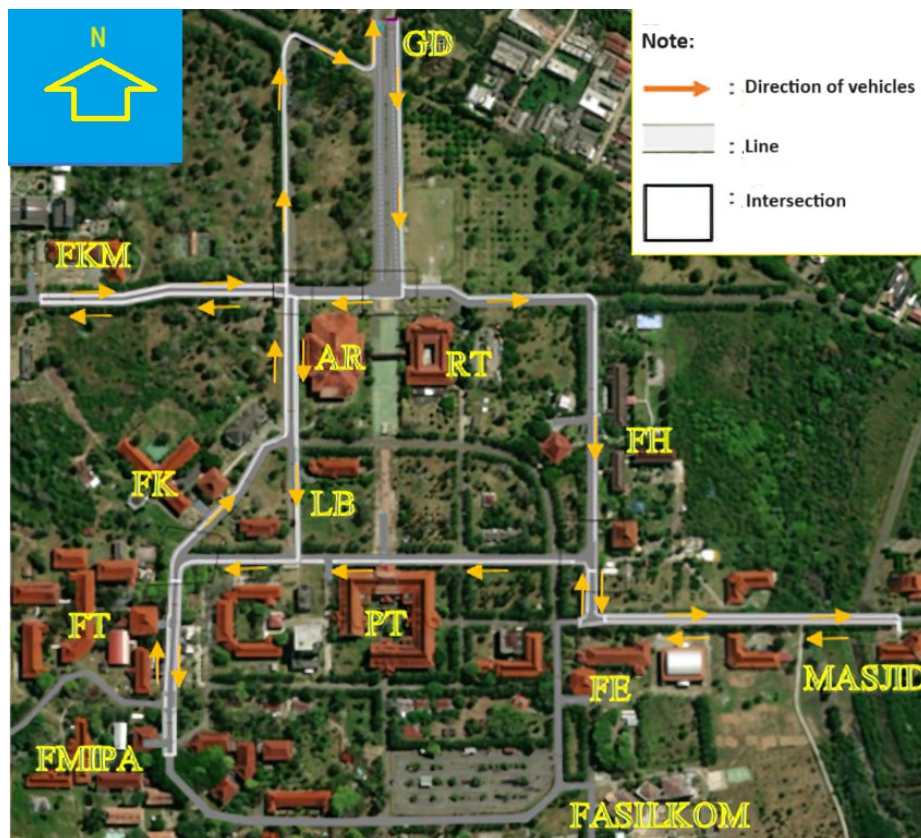 N
GD
Note:
: Direction of vehicles
: Line
: Intersection
FKM
AR
RT
FK
FH
LB
FT
PT
FE
MASJID
FMIPA
FASILKOM